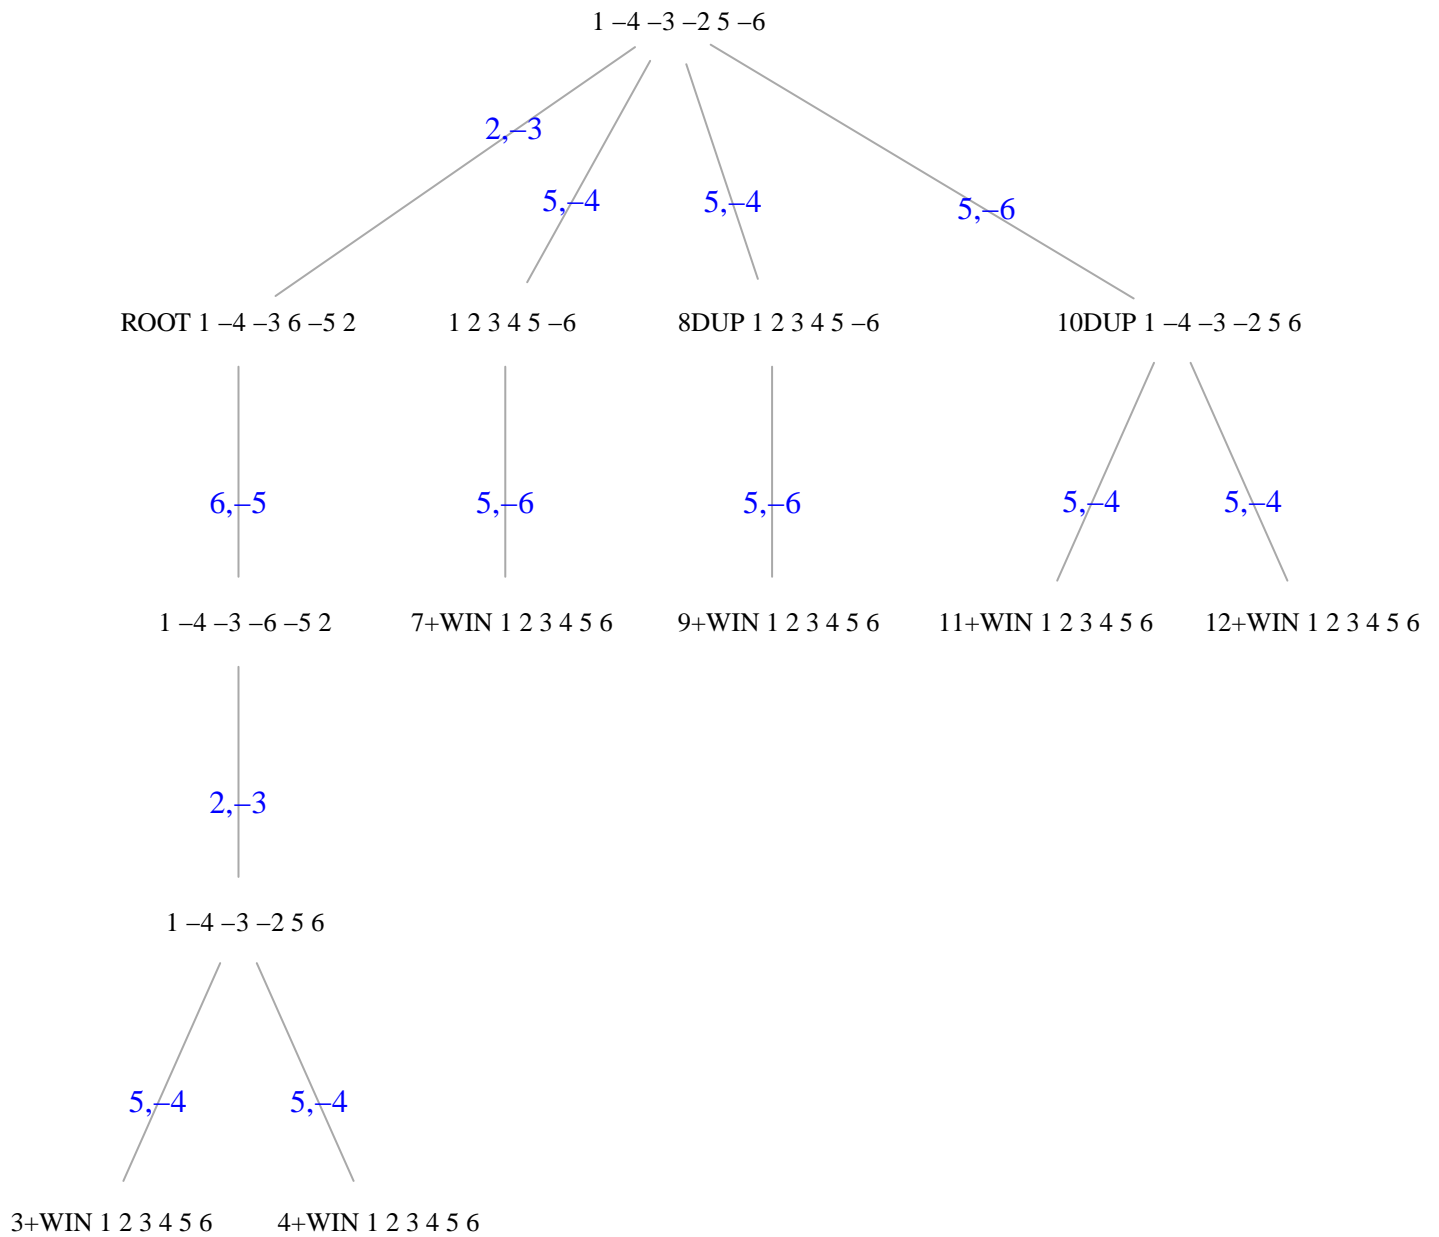 1 –4 –3 –2 5 –6
2,–3
5,–4
5,–4
5,–6
ROOT 1 –4 –3 6 –5 2
1 2 3 4 5 –6
8DUP 1 2 3 4 5 –6
10DUP 1 –4 –3 –2 5 6
6,–5
5,–6
5,–6
5,–4
5,–4
1 –4 –3 –6 –5 2
7+WIN 1 2 3 4 5 6
9+WIN 1 2 3 4 5 6
11+WIN 1 2 3 4 5 6
12+WIN 1 2 3 4 5 6
2,–3
1 –4 –3 –2 5 6
5,–4
5,–4
3+WIN 1 2 3 4 5 6
4+WIN 1 2 3 4 5 6